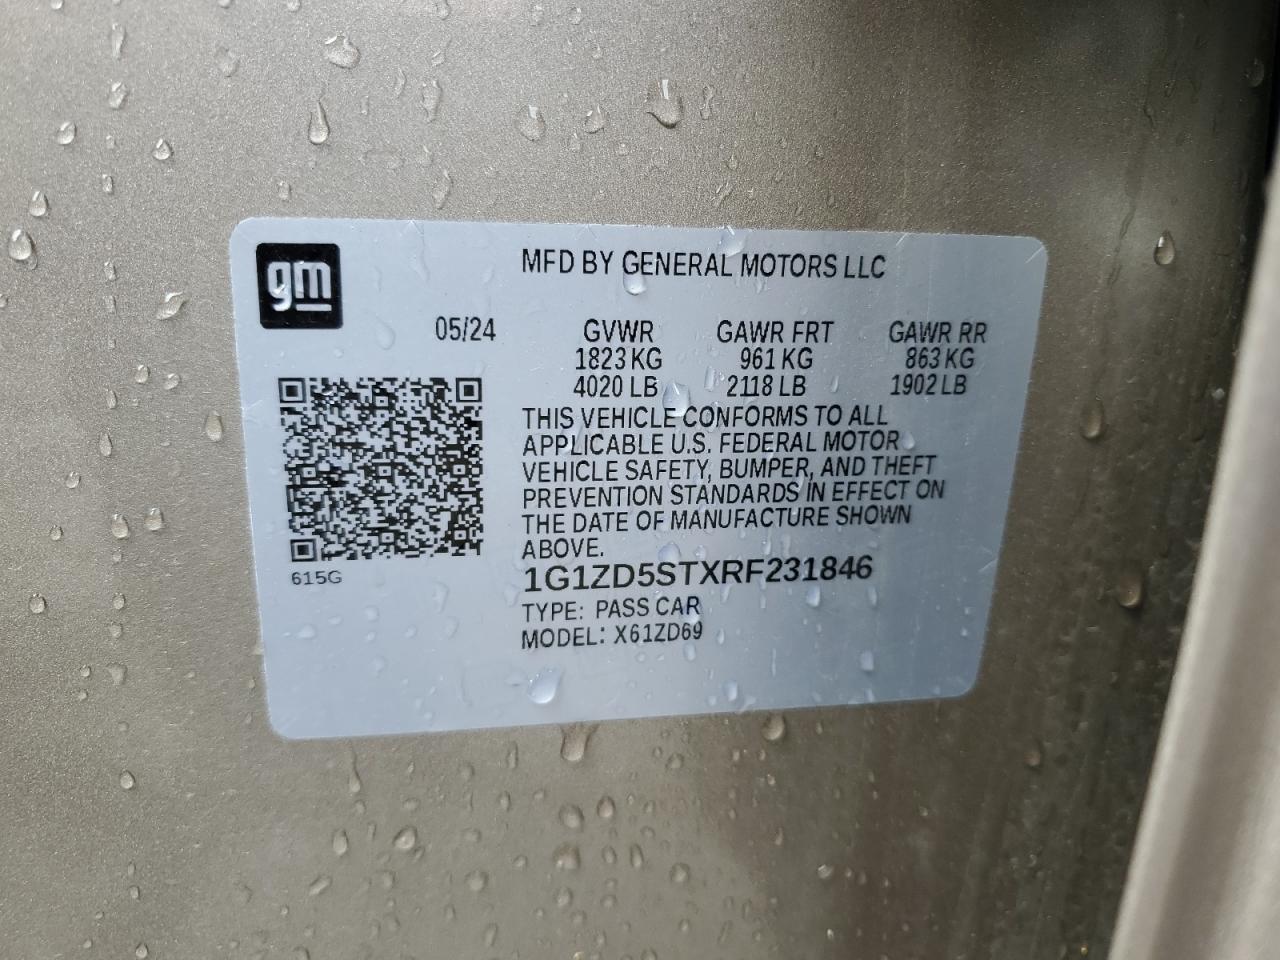 gm
MFD BY GENERAL MOTORS LLC
05/24 GVWR GAWR FRT GAWR RR
1823 KG 961 KG 863 KG
4020 LB 2118 LB 1902 LB
THIS VEHICLE CONFORMS TO ALL
APPLICABLE U.S. FEDERAL MOTOR
VEHICLE SAFETY, BUMPER, AND THEFT
PREVENTION STANDARDS IN EFFECT ON
THE DATE OF MANUFACTURE SHOWN
ABOVE.
615G
1G1ZD5STXRF231846
TYPE: PASS CAR
MODEL: X61ZD69